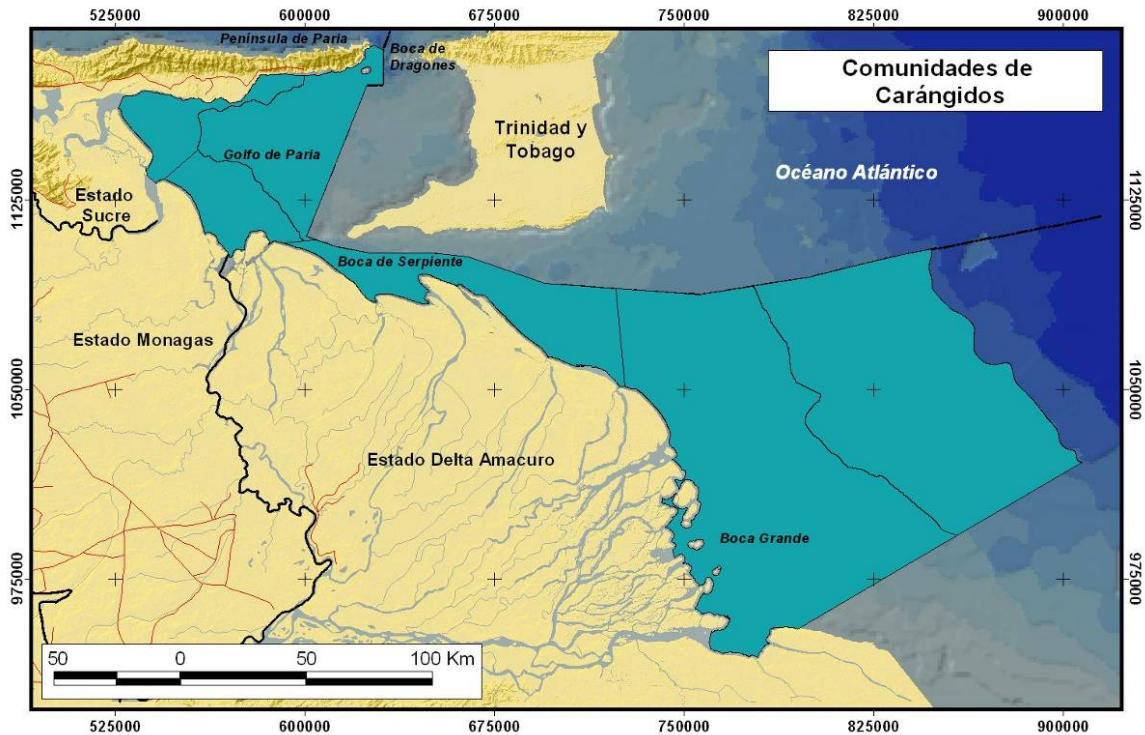 525000 600000 675000 750000 825000 900000
Península de Paria
Boca de
Dragones
Comunidades de
Carángidos
Trinidad y
Tobago
Golfo de Paria
Océano Atlántico
Estado
Sucre
1125000 1125000
Boca de Serpiente
Estado Monagas
1050000 1050000
Estado Delta Amacuro
Boca Grande
975000 975000
50 0 50 100 Km
525000 600000 675000 750000 825000 900000